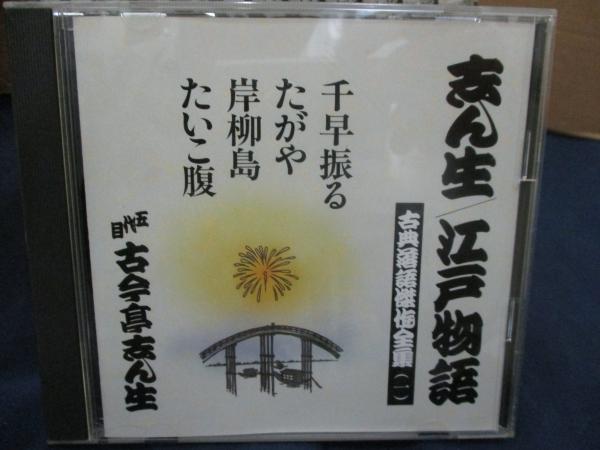 志ん生/江戸物語
古典落語傑作全集(一)
千早振る
たがや
岸柳島
たいこ腹
五代目
古今亭志ん生